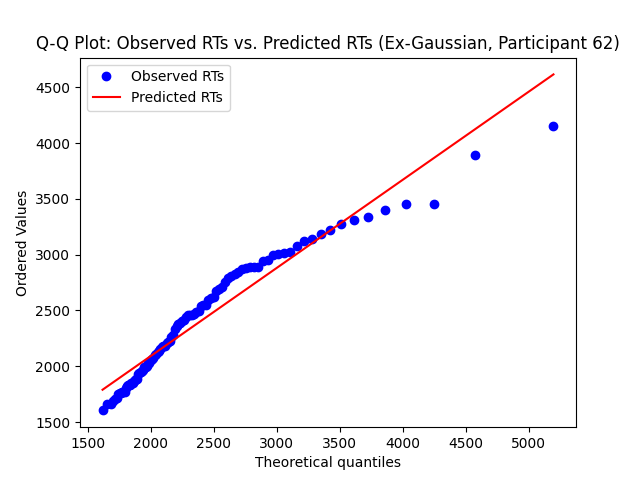 Q-Q Plot: Observed RTs vs. Predicted RTs (Ex-Gaussian, Participant 62)
Observed RTs
Predicted RTs
4500
4000
3500
3000
2500
2000
1500
Ordered Values
1500 2000 2500 3000 3500 4000 4500 5000
Theoretical quantiles